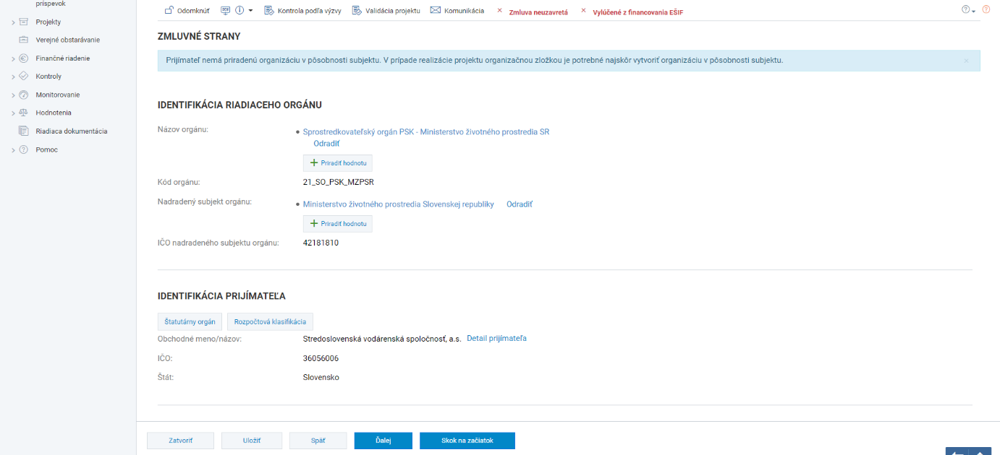 príspevok
Projekty
Verejné obstarávanie
Finančné riadenie
Kontroly
Monitorovanie
Hodnotenia
Riadiaca dokumentácia
Pomoc
Odomknúť PDF Kontrola podľa výzvy Validácia projektu Komunikácia Zmluva neuzavretá Vylúčené z financovania EŠIF
ZMLUVNÉ STRANY
Prijímateľ nemá priradenú organizáciu v pôsobnosti subjektu. V prípade realizácie projektu organizačnou zložkou je potrebné najskôr vytvoriť organizáciu v pôsobnosti subjektu.
IDENTIFIKÁCIA RIADIACEHO ORGÁNU
Názov orgánu: Sprostredkovateľský orgán PSK - Ministerstvo životného prostredia SR
Odradiť
Priradiť hodnotu
Kód orgánu: 21_SO_PSK_MZPSR
Nadradený subjekt orgánu: Ministerstvo životného prostredia Slovenskej republiky Odradiť
Priradiť hodnotu
IČO nadradeného subjektu orgánu: 42181810
IDENTIFIKÁCIA PRIJÍMATEĽA
Štatutárny orgán Rozpočtová klasifikácia
Obchodné meno/názov: Stredoslovenská vodárenská spoločnosť, a.s. Detail prijímateľa
IČO: 36056006
Štát: Slovensko
Zatvoriť Uložiť Späť Ďalej Skok na začiatok